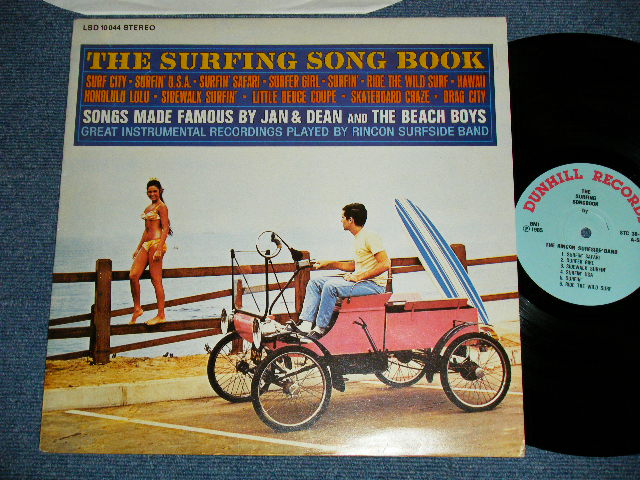 LBD 10044 STEREO
THE SURFING SONG BOOK
SURF CITY - SURFIN' U.S.A. - SURFIN' SAFARI - SURFER GIRL - SURFIN' - RIDE THE WILD SURF - HAWAII
HONOLULU LULU - SIDEWALK SURFIN' - LITTLE DEUCE COUPE - SKATEBOARD CRAZE - DRAG CITY
SONGS MADE FAMOUS BY JAN & DEAN AND THE BEACH BOYS
GREAT INSTRUMENTAL RECORDINGS PLAYED BY RINCON SURFSIDE BAND
DUNHILL RECORDS
THE
SURFING
SONGBOOK
by
BMI
℗ 1965
THE RINCON SURFSIDE BAND
1. SURFIN' SAFARI
2. SURFER GIRL
3. SIDEWALK SURFIN'
4. SURFIN' USA
5. SURFIN'
6. RIDE THE WILD SURF